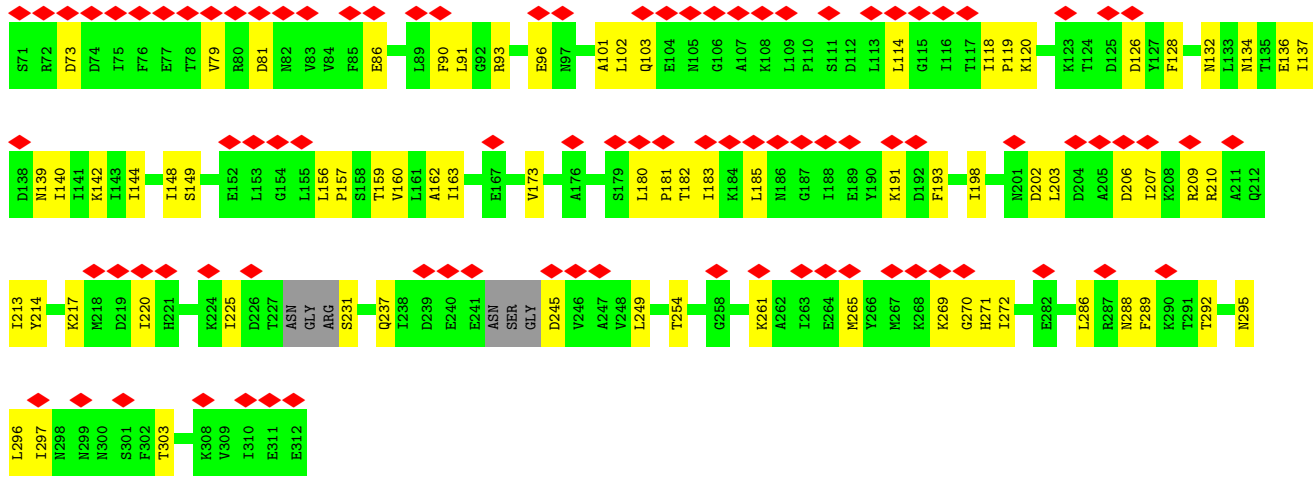 S71 R72 D73 D74 I75 F76 E77 T78 V79 R80 D81 N82 V83 V84 F85 E86 L89 F90 L91 G92 R93 E96 N97 A101 L102 Q103 E104 N105 G106 A107 K108 L109 P110 S111 D112 L113 L114 G115 I116 T117 I118 P119 K120 K123 T124 D125 D126 Y127 F128 N132 L133 N134 T135 E136 I137
D138 N139 I140 I141 K142 I143 I144 I148 S149 E152 L153 G154 L155 L156 P157 S158 T159 V160 L161 A162 I163 E167 V173 A176 S179 L180 P181 T182 I183 K184 L185 N186 G187 I188 E189 Y190 K191 D192 F193 I198 N201 D202 L203 D204 A205 D206 I207 K208 R209 R210 A211 Q212
I213 Y214 K217 M218 D219 I220 H221 K224 I225 D226 T227 ASN GLY ARG S231 Q237 I238 D239 E240 E241 ASN SER GLY D245 V246 A247 V248 L249 T254 G258 K261 A262 I263 E264 M265 Y266 M267 K268 K269 G270 H271 I272 E282 L286 R287 N288 F289 K290 T291 T292 N295
L296 I297 N298 N299 N300 S301 F302 T303 K308 V309 I310 E311 E312